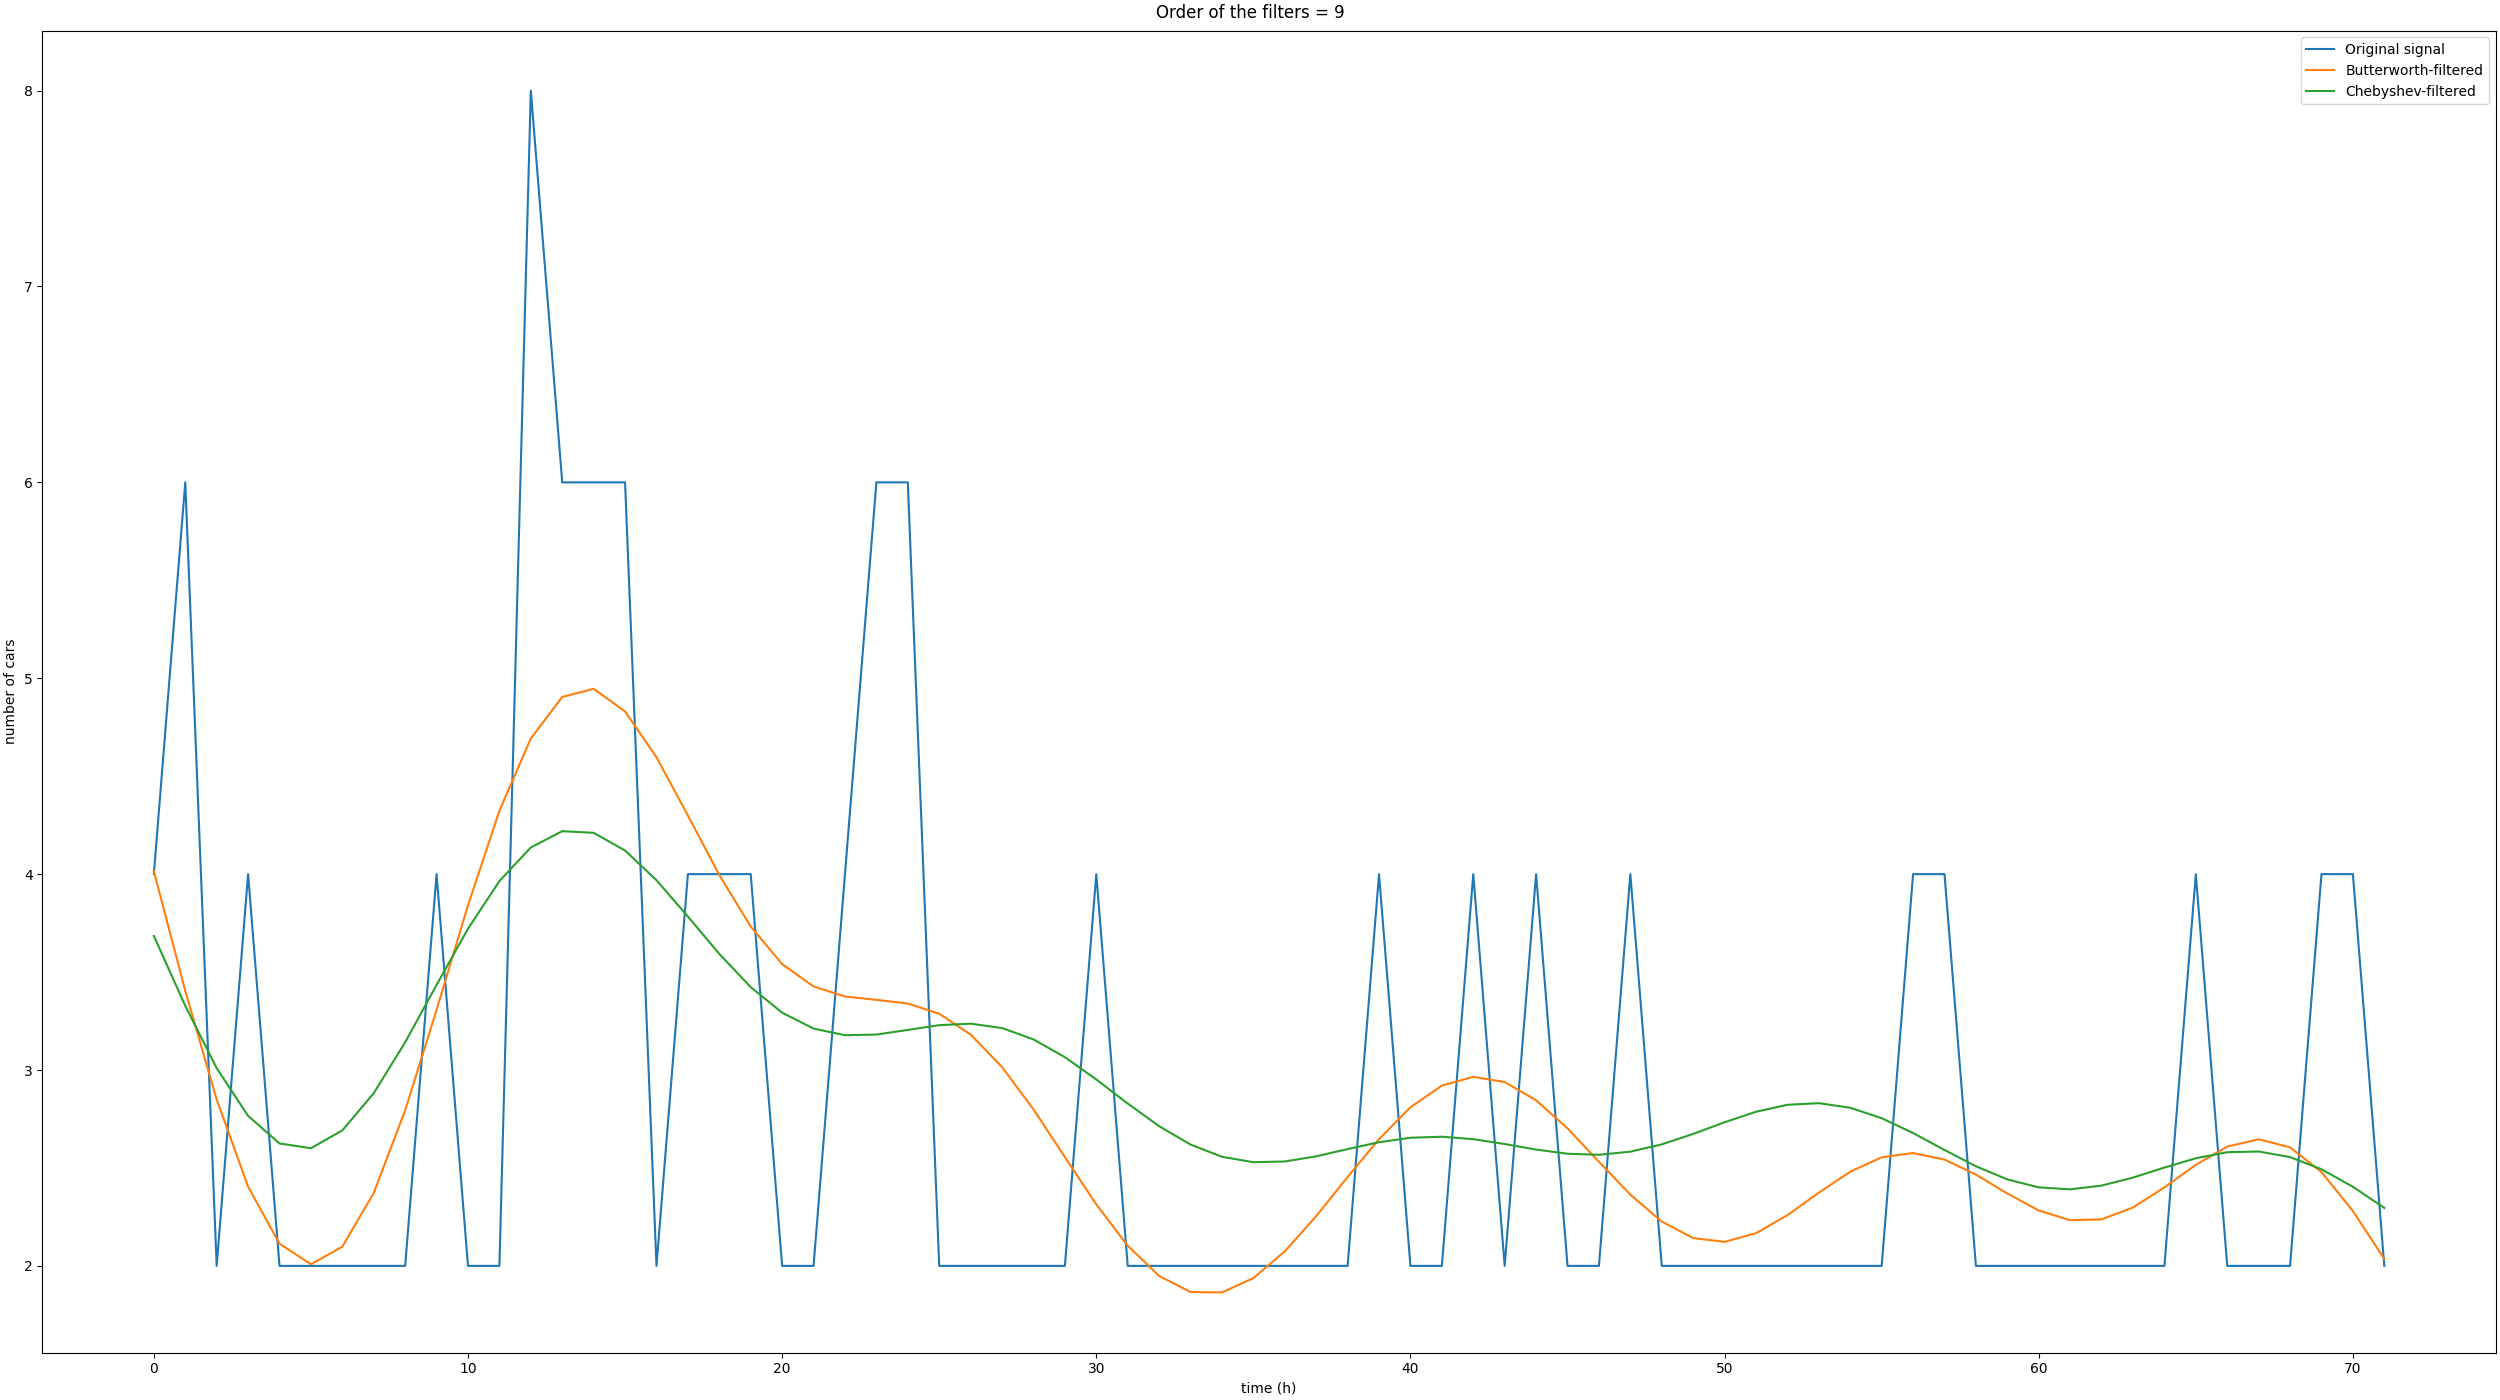 Order of the filters = 9
Original signal
Butterworth-filtered
Chebyshev-filtered
8
7
6
5
4
3
2
number of cars
0 10 20 30 40 50 60 70
time (h)